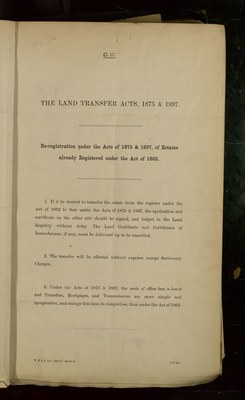 THE LAND TRANSFER ACTS, 1875 & 1897.
Re-registration under the Acts of 1875 & 1897, of Estates
already Registered under the Act of 1862.
1. If it be desired to transfer the estate from the register under the
Act of 1862 to that under the Acts of 1875 & 1897, the application and
certificate on the other side should be signed, and lodged in the Land
Registry without delay. The Land Certificate and Certificates of
Incumbrances, if any, must be delivered up to be cancelled.
2. The transfer will be effected without expense except Stationery
Charges.
3. Under the Acts of 1875 & 1897, the scale of office fees is lower
and Transfers, Mortgages, and Transmissions are more simple and
inexpensive, and occupy less time in completion, than under the Act of 1862.